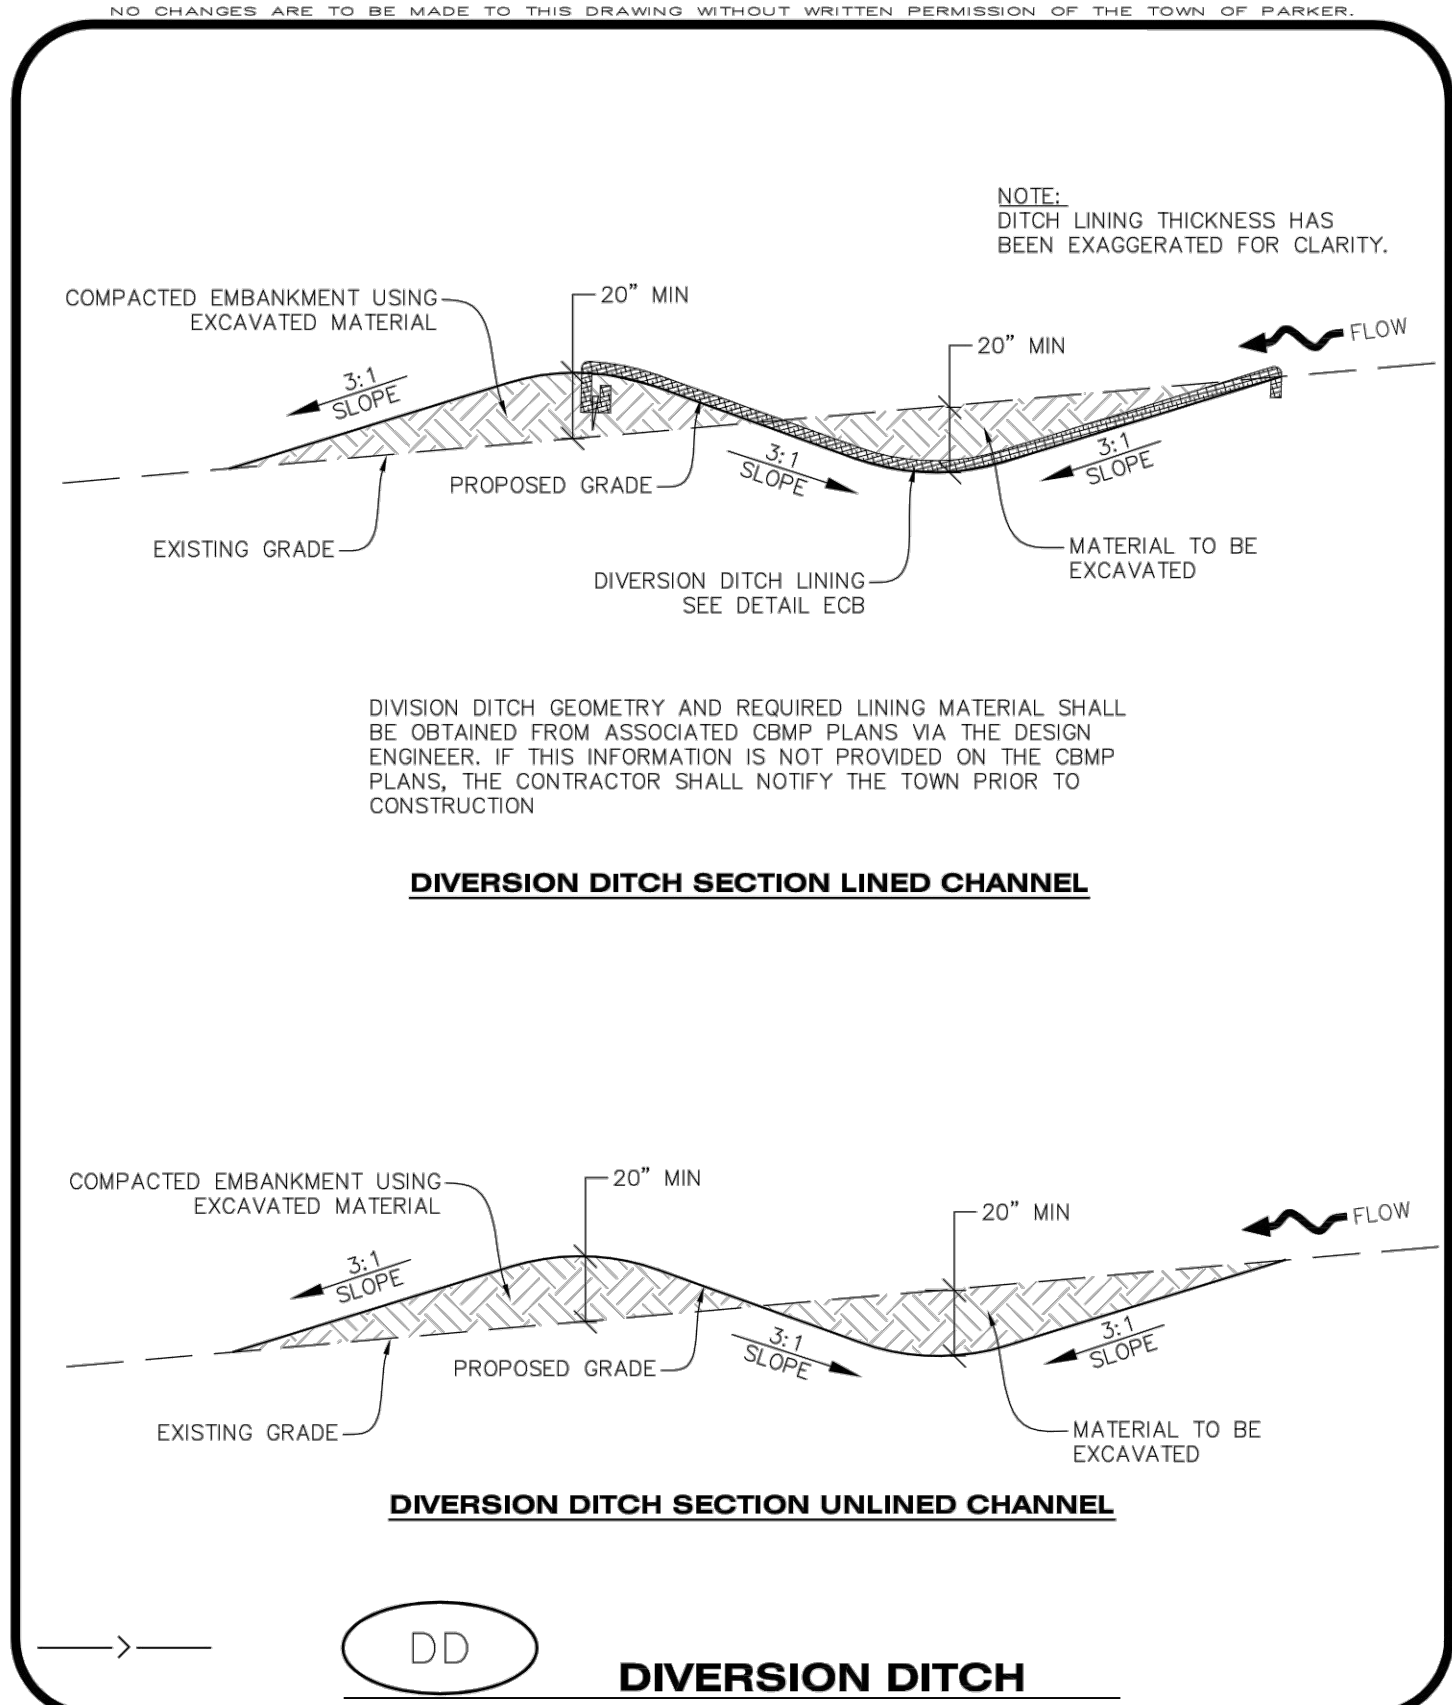 NO CHANGES ARE TO BE MADE TO THIS DRAWING WITHOUT WRITTEN PERMISSION OF THE TOWN OF PARKER.
NOTE:
DITCH LINING THICKNESS HAS
BEEN EXAGGERATED FOR CLARITY.
COMPACTED EMBANKMENT USING
EXCAVATED MATERIAL
20” MIN
20” MIN
FLOW
3:1
SLOPE
3:1
SLOPE
3:1
SLOPE
PROPOSED GRADE
EXISTING GRADE
MATERIAL TO BE
EXCAVATED
DIVERSION DITCH LINING
SEE DETAIL ECB
DIVISION DITCH GEOMETRY AND REQUIRED LINING MATERIAL SHALL
BE OBTAINED FROM ASSOCIATED CBMP PLANS VIA THE DESIGN
ENGINEER. IF THIS INFORMATION IS NOT PROVIDED ON THE CBMP
PLANS, THE CONTRACTOR SHALL NOTIFY THE TOWN PRIOR TO
CONSTRUCTION
DIVERSION DITCH SECTION LINED CHANNEL
COMPACTED EMBANKMENT USING
EXCAVATED MATERIAL
20” MIN
20” MIN
FLOW
3:1
SLOPE
3:1
SLOPE
3:1
SLOPE
PROPOSED GRADE
EXISTING GRADE
MATERIAL TO BE
EXCAVATED
DIVERSION DITCH SECTION UNLINED CHANNEL
DD
DIVERSION DITCH